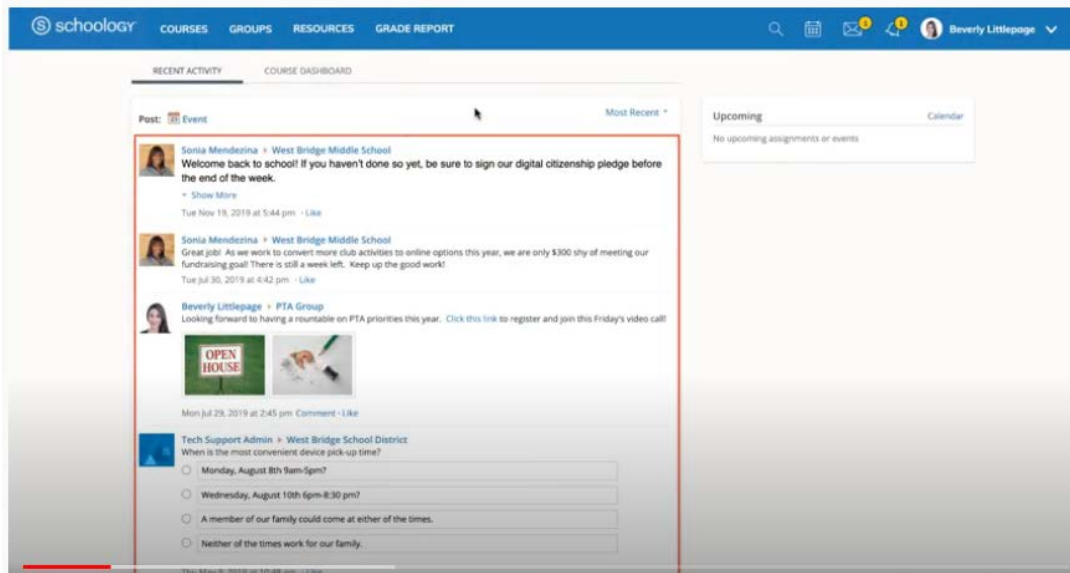 schoology COURSES GROUPS RESOURCES GRADE REPORT 1 1 Beverly Littlepage
RECENT ACTIVITY COURSE DASHBOARD
Post: Event Most Recent
Upcoming Calendar
No upcoming assignments or events
Sonia Mendezina West Bridge Middle School
Welcome back to school! If you haven't done so yet, be sure to sign our digital citizenship pledge before
the end of the week.
Show More
Tue Nov 19, 2019 at 5:44 pm · Like
Sonia Mendezina West Bridge Middle School
Great job! As we work to convert more club activities to online options this year, we are only $300 shy of meeting our
fundraising goal! There is still a week left. Keep up the good work!
Tue Jul 30, 2019 at 4:42 pm · Like
Beverly Littlepage PTA Group
Looking forward to having a rountable on PTA priorities this year. Click this link to register and join this Friday's video call!
OPEN
HOUSE
Mon Jul 29, 2019 at 2:45 pm Comment · Like
Tech Support Admin West Bridge School District
When is the most convenient device pick-up time?
Monday, August 8th 9am-5pm?
Wednesday, August 10th 6pm-8:30 pm?
A member of our family could come at either of the times.
Neither of the times work for our family.